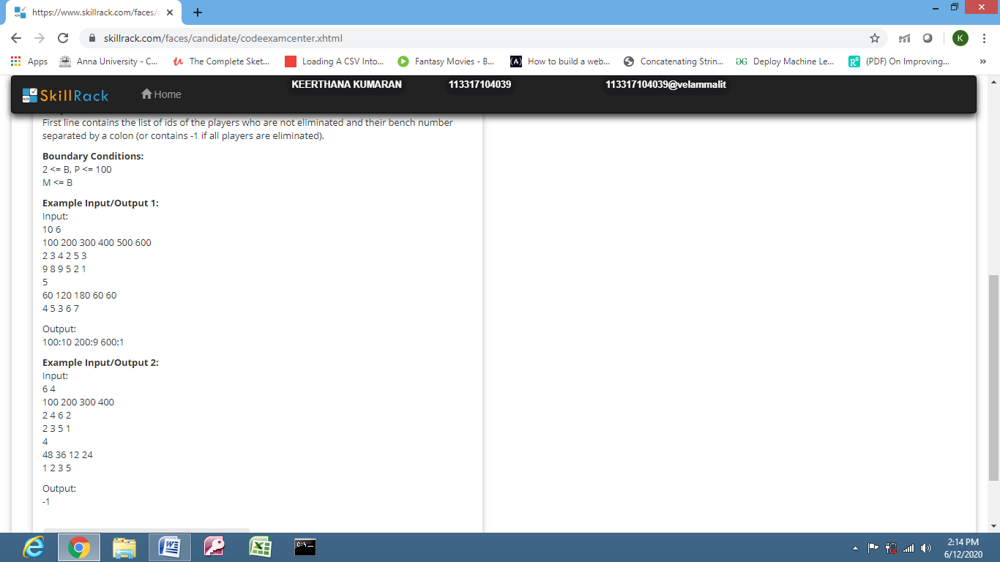 https://www.skillrack.com/faces/
skillrack.com/faces/candidate/codeexamcenter.xhtml
K
Apps Anna University - C... The Complete Sket... Loading A CSV Into... Fantasy Movies - B... How to build a web... Concatenating Strin... Deploy Machine Le... (PDF) On Improving... »
SkillRack Home KEERTHANA KUMARAN 113317104039 113317104039@velammalit
First line contains the list of ids of the players who are not eliminated and their bench number
separated by a colon (or contains -1 if all players are eliminated).
Boundary Conditions:
2 <= B, P <= 100
M <= B
Example Input/Output 1:
Input:
10 6
100 200 300 400 500 600
2 3 4 2 5 3
9 8 9 5 2 1
5
60 120 180 60 60
4 5 3 6 7
Output:
100:10 200:9 600:1
Example Input/Output 2:
Input:
6 4
100 200 300 400
2 4 6 2
2 3 5 1
4
48 36 12 24
1 2 3 5
Output:
-1
2:14 PM
6/12/2020